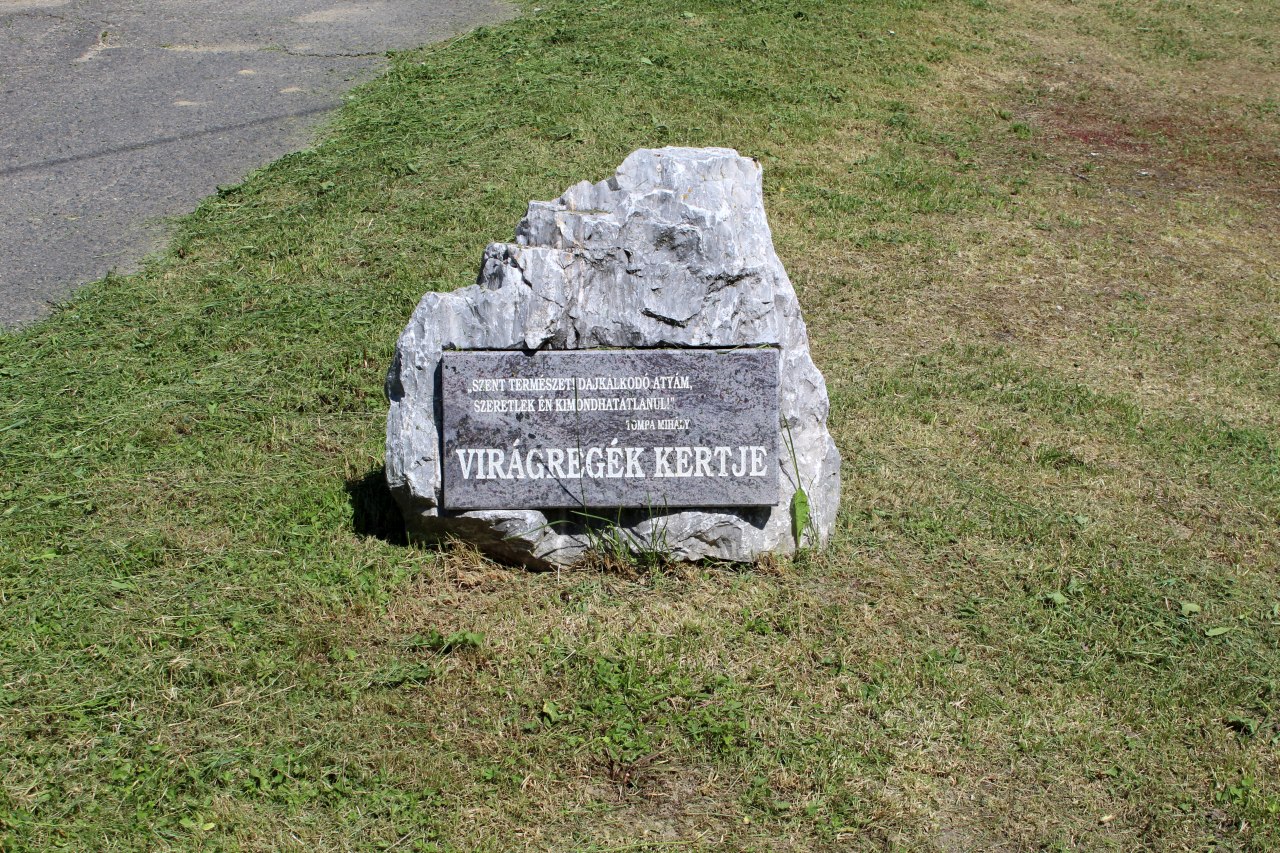 „SZENT TERMÉSZET! DAJKÁLKODÓ ATYÁM,
SZERETLEK ÉN KIMONDHATATLANUL!"
TOMPA MIHÁLY
VIRÁGREGÉK KERTJE